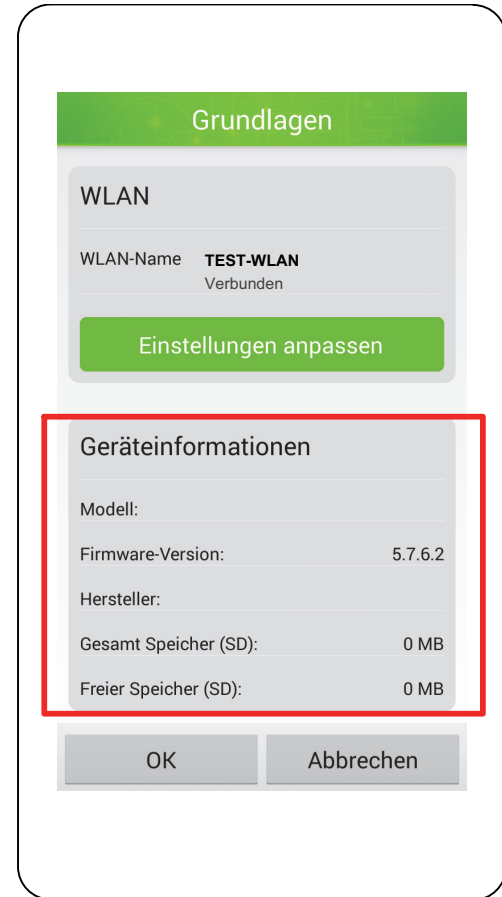 Grundlagen
WLAN
WLAN-Name TEST-WLAN
Verbunden
Einstellungen anpassen
Geräteinformationen
Modell:
Firmware-Version: 5.7.6.2
Hersteller:
Gesamt Speicher (SD): 0 MB
Freier Speicher (SD): 0 MB
OK Abbrechen